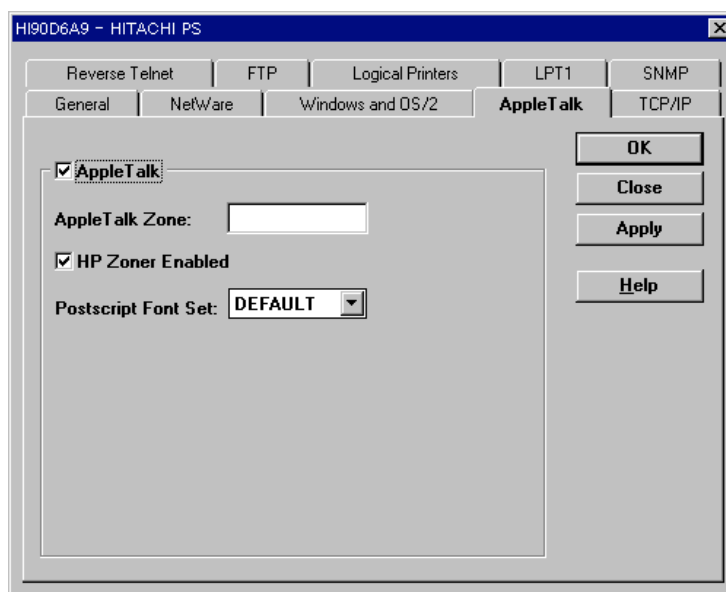 HI90D6A9 - HITACHI PS
Reverse Telnet FTP Logical Printers LPT1 SNMP
General NetWare Windows and OS/2 AppleTalk TCP/IP
OK
AppleTalk
Close
AppleTalk Zone:
Apply
HP Zoner Enabled
Help
Postscript Font Set: DEFAULT